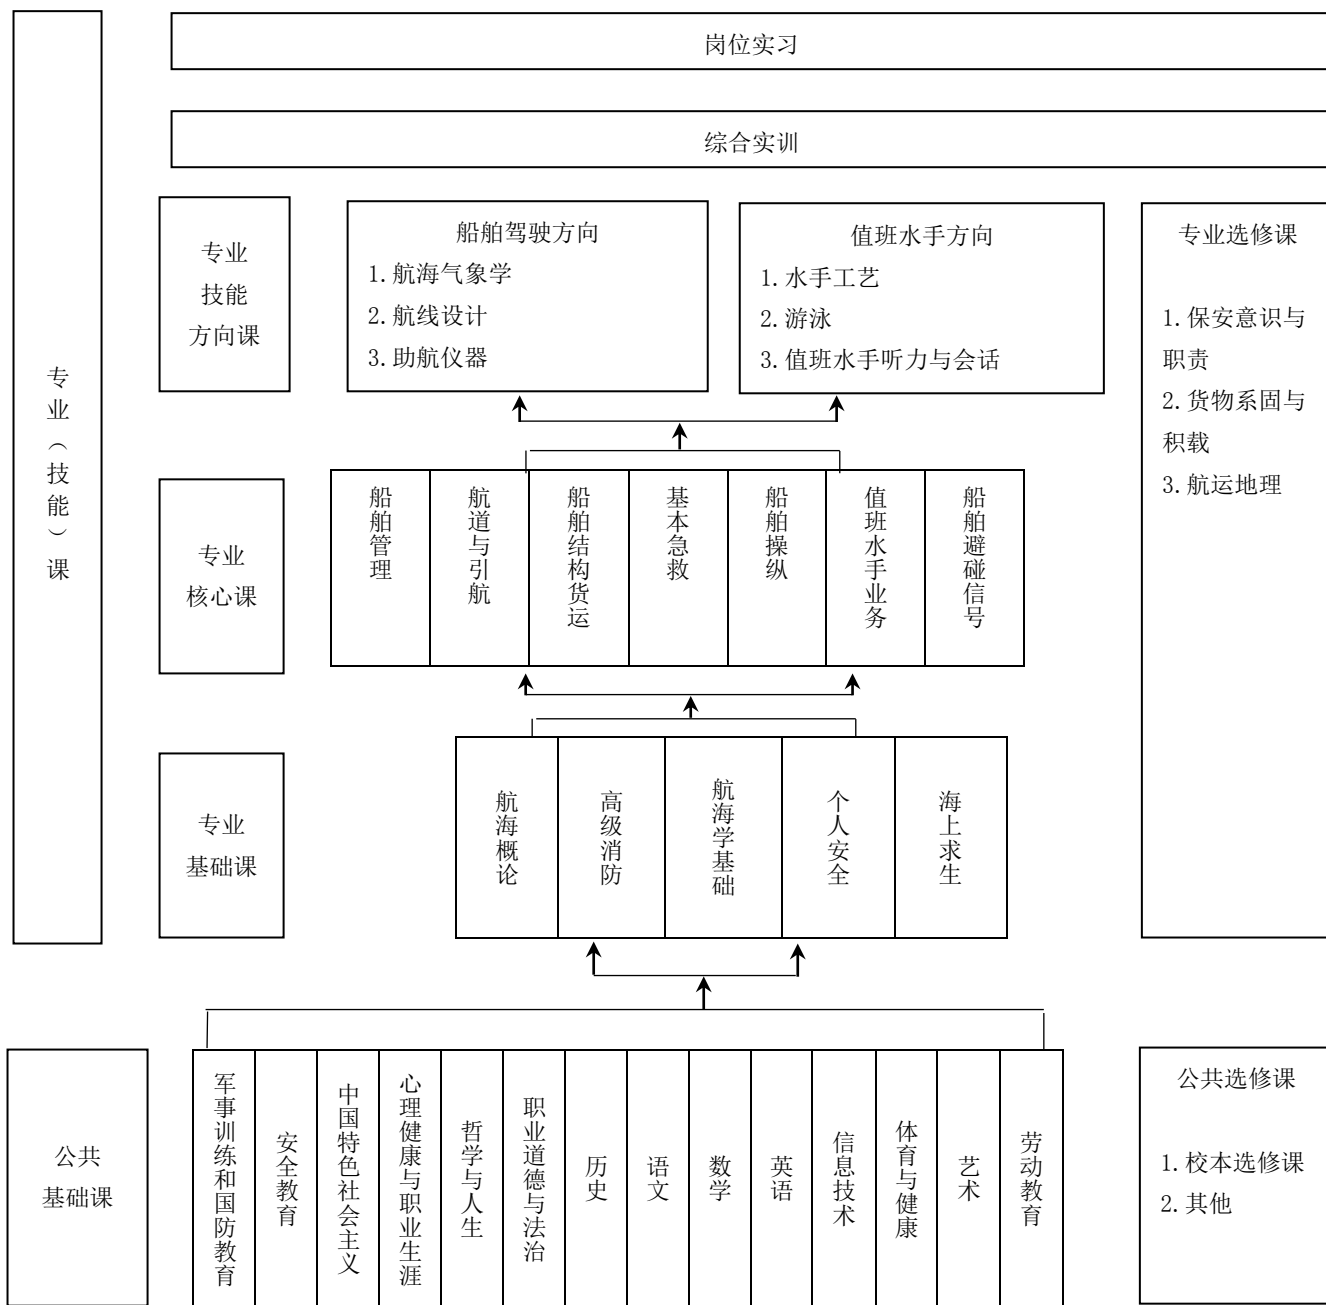 岗位实习
综合实训
专业（技能）课
专业
技能
方向课
船舶驾驶方向
1.航海气象学
2.航线设计
3.助航仪器
值班水手方向
1.水手工艺
2.游泳
3.值班水手听力与会话
专业选修课
1.保安意识与
职责
2.货物系固与
积载
3.航运地理
专业
核心课
船舶管理
航道与引航
船舶结构货运
基本急救
船舶操纵
值班水手业务
船舶避碰信号
专业
基础课
航海概论
高级消防
航海学基础
个人安全
海上求生
公共
基础课
军事训练和国防教育
安全教育
中国特色社会主义
心理健康与职业生涯
哲学与人生
职业道德与法治
历史
语文
数学
英语
信息技术
体育与健康
艺术
劳动教育
公共选修课
1.校本选修课
2.其他